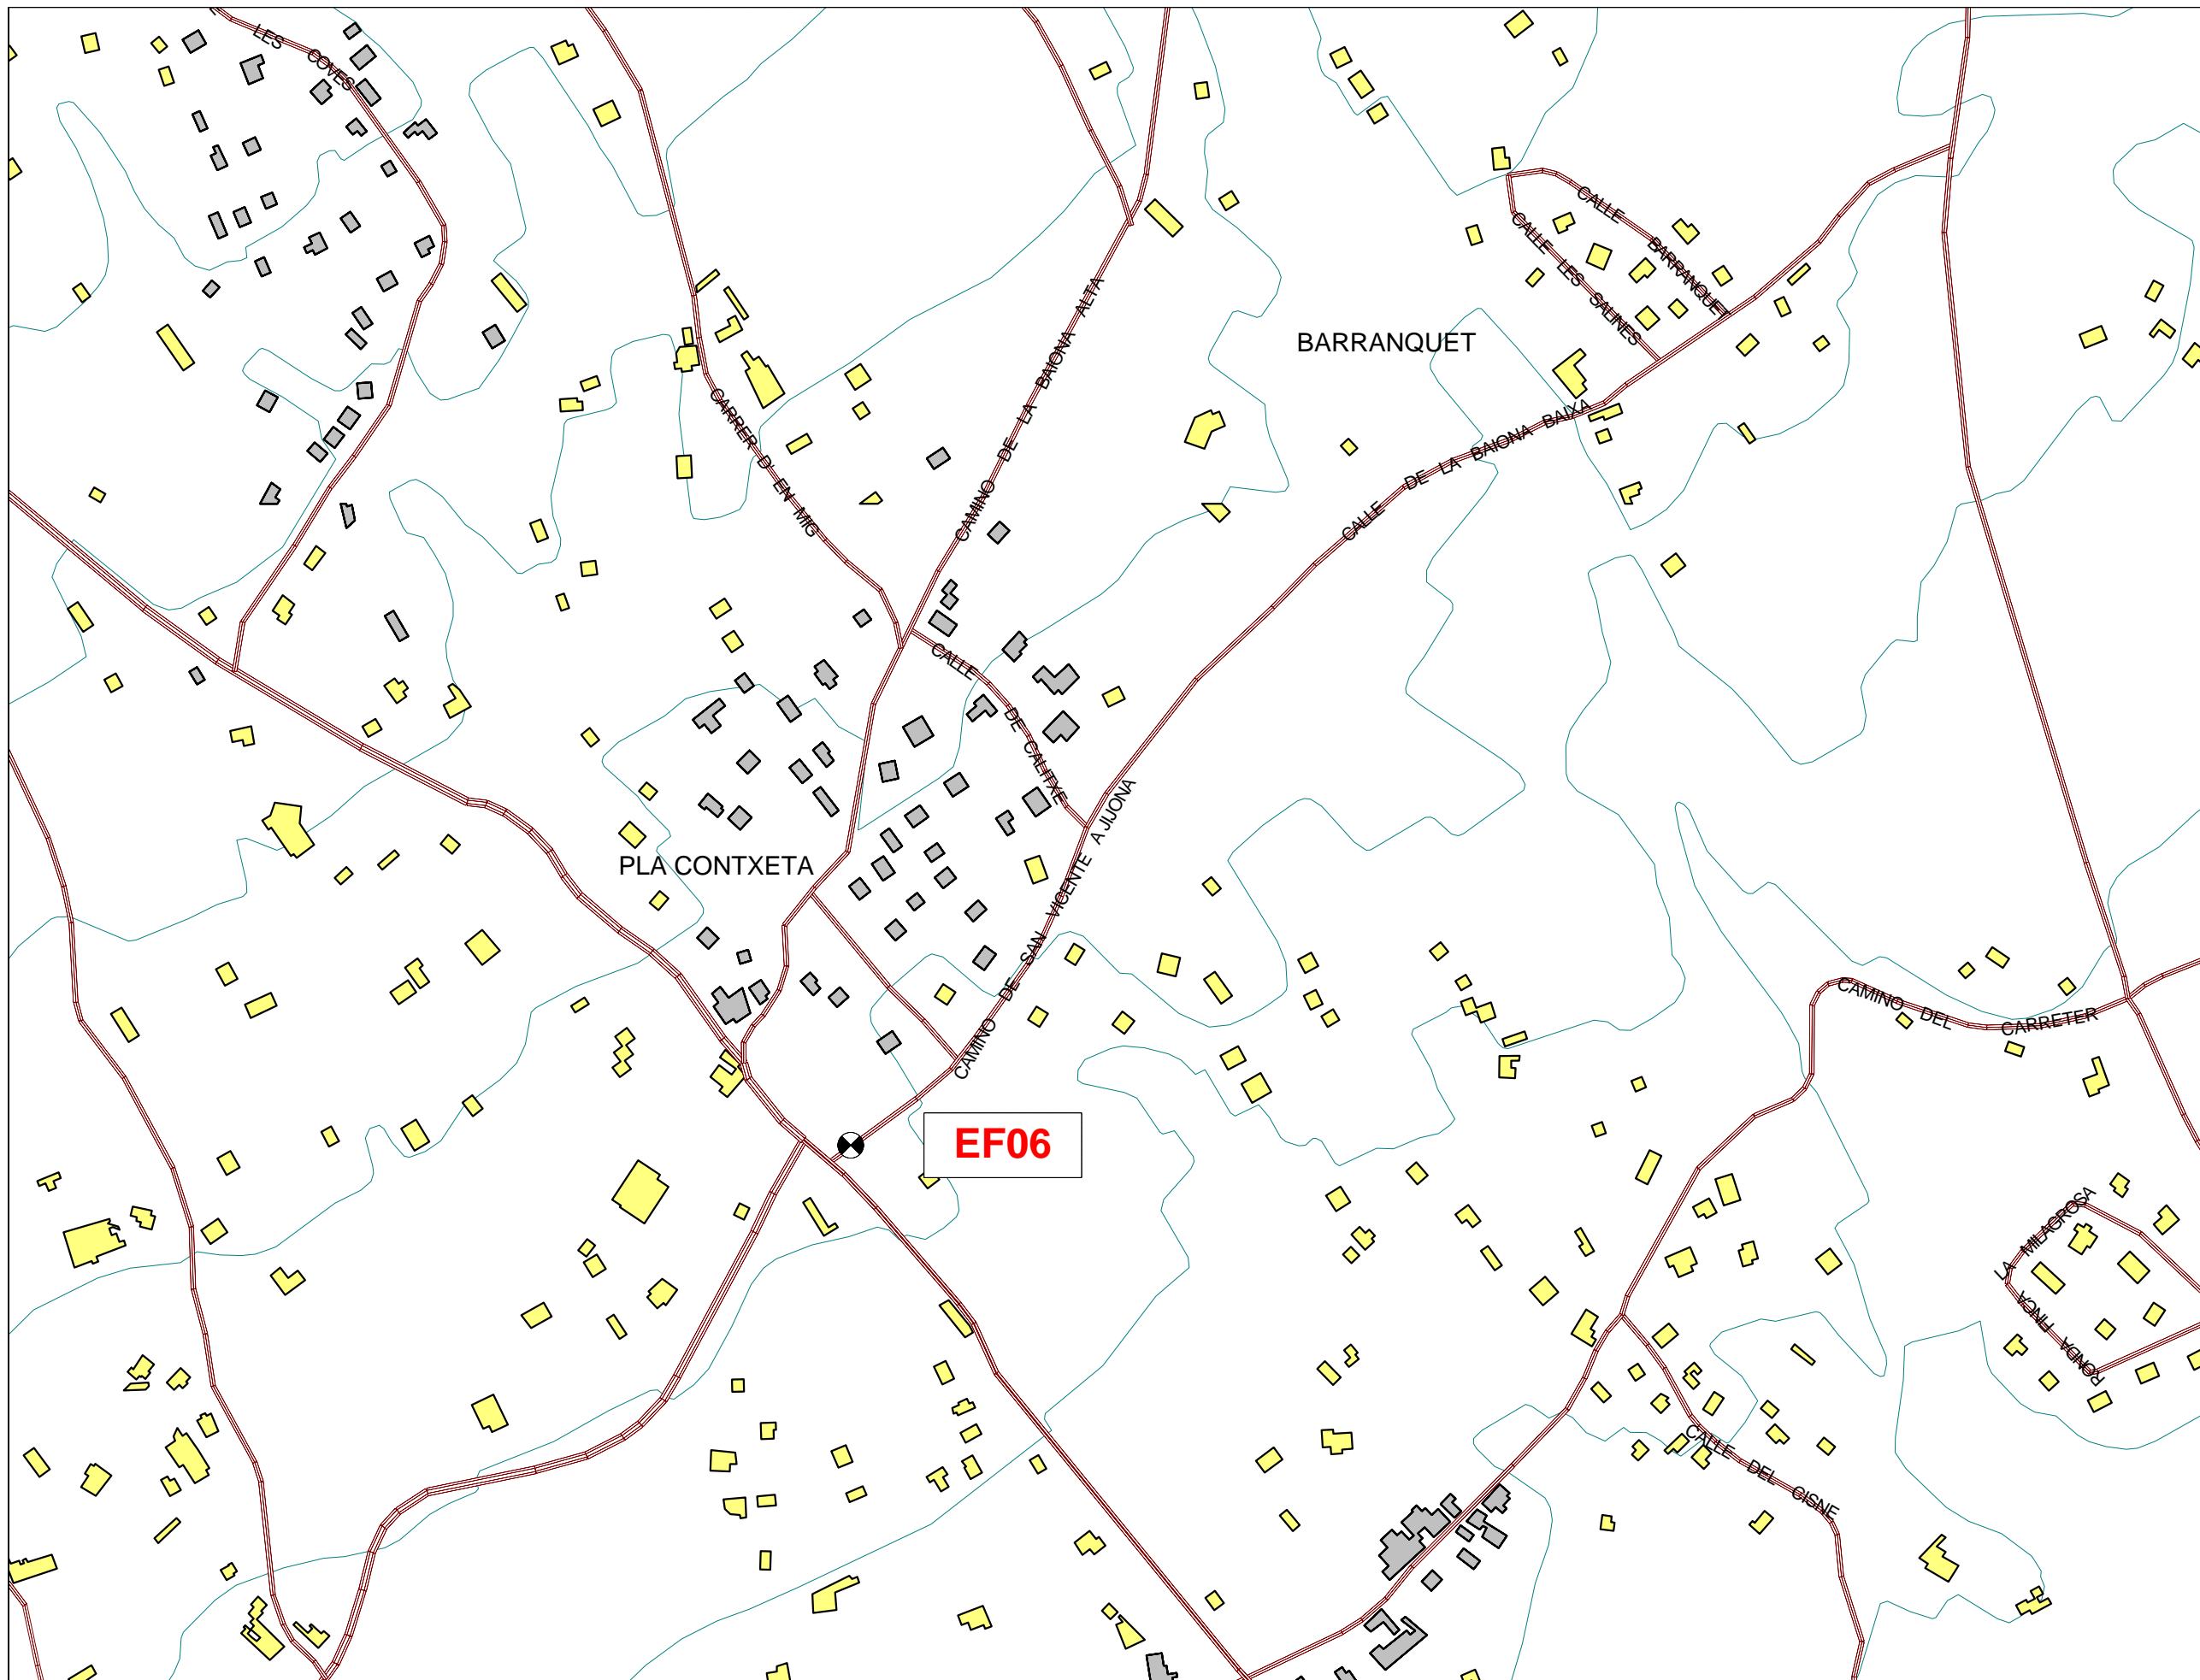 LES COVES
CALLE BARRANQUET
CALLE LES SALINES
BARRANQUET
CAMINO DE LA BAIONA ALTA
CARRER D' EN MIG
CALLE DE LA BAIONA BAIXA
CALLE DE CALITXE
CAMINO DE SAN VICENTE A JIJONA
PLA CONTXETA
CAMINO DEL CARRETER
EF06
RONDA FINCA LA MILAGROSA
CALLE DEL CISNE